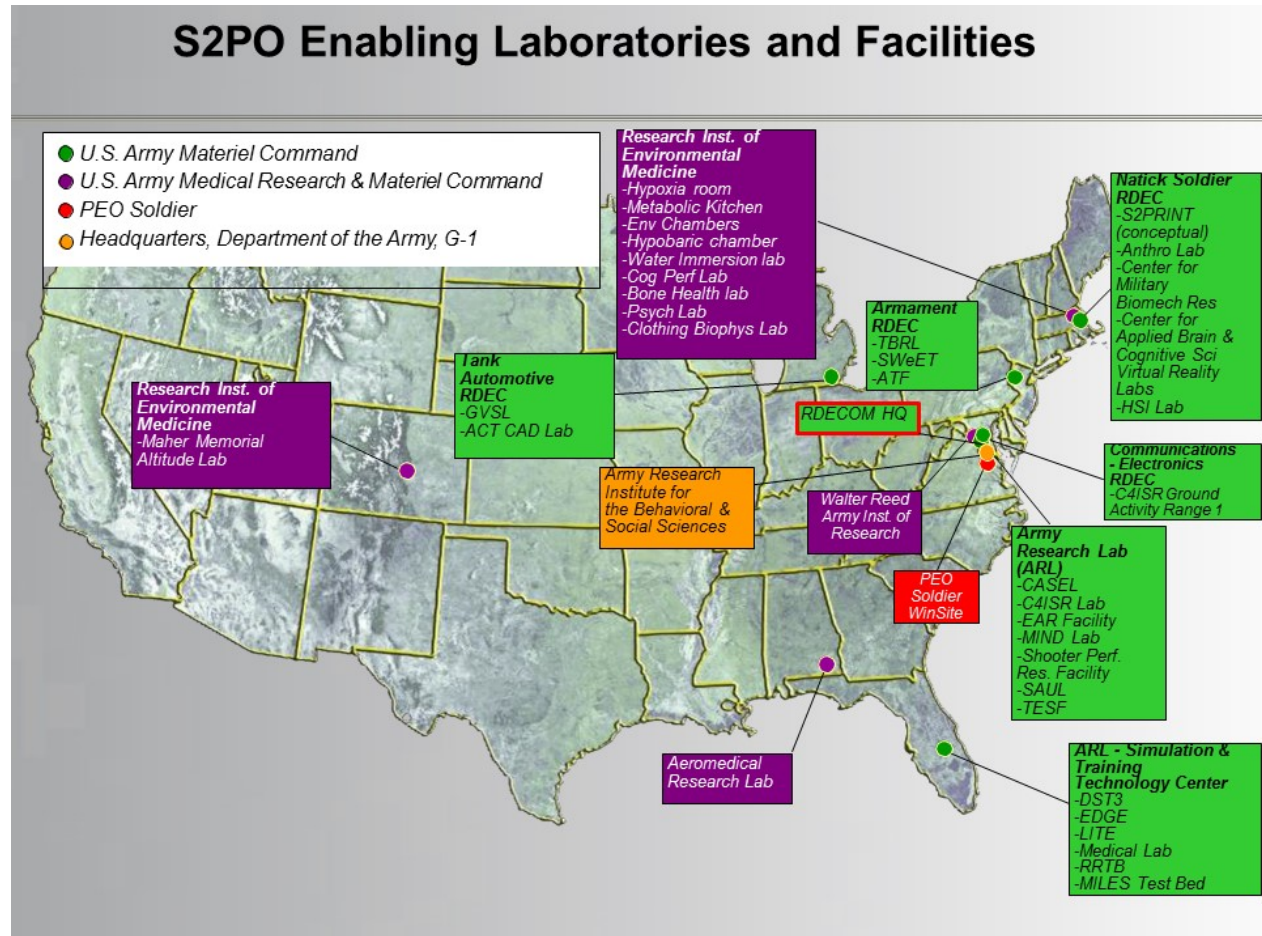 S2PO Enabling Laboratories and Facilities
U.S. Army Materiel Command
U.S. Army Medical Research & Materiel Command
PEO Soldier
Headquarters, Department of the Army, G-1
Research Inst. of
Environmental
Medicine
-Hypoxia room
-Metabolic Kitchen
-Env Chambers
-Hypobaric chamber
-Water Immersion lab
-Cog Perf Lab
-Bone Health lab
-Psych Lab
-Clothing Biophys Lab
Natick Soldier
RDEC
-S2PRINT
(conceptual)
-Anthro Lab
-Center for
Military
Biomech Res
-Center for
Applied Brain &
Cognitive Sci
Virtual Reality
Labs
-HSI Lab
Armament
RDEC
-TBRL
-SWeET
-ATF
Tank
Automotive
RDEC
-GVSL
-ACT CAD Lab
Research Inst. of
Environmental
Medicine
-Maher Memorial
Altitude Lab
RDECOM HQ
Communications
- Electronics
RDEC
-C4ISR Ground
Activity Range 1
Army Research
Institute for
the Behavioral &
Social Sciences
Walter Reed
Army Inst. of
Research
Army
Research Lab
(ARL)
-CASEL
-C4ISR Lab
-EAR Facility
-MIND Lab
-Shooter Perf.
Res. Facility
-SAUL
-TESF
PEO
Soldier
WinSite
Aeromedical
Research Lab
ARL - Simulation &
Training
Technology Center
-DST3
-EDGE
-LITE
-Medical Lab
-RRTB
-MILES Test Bed